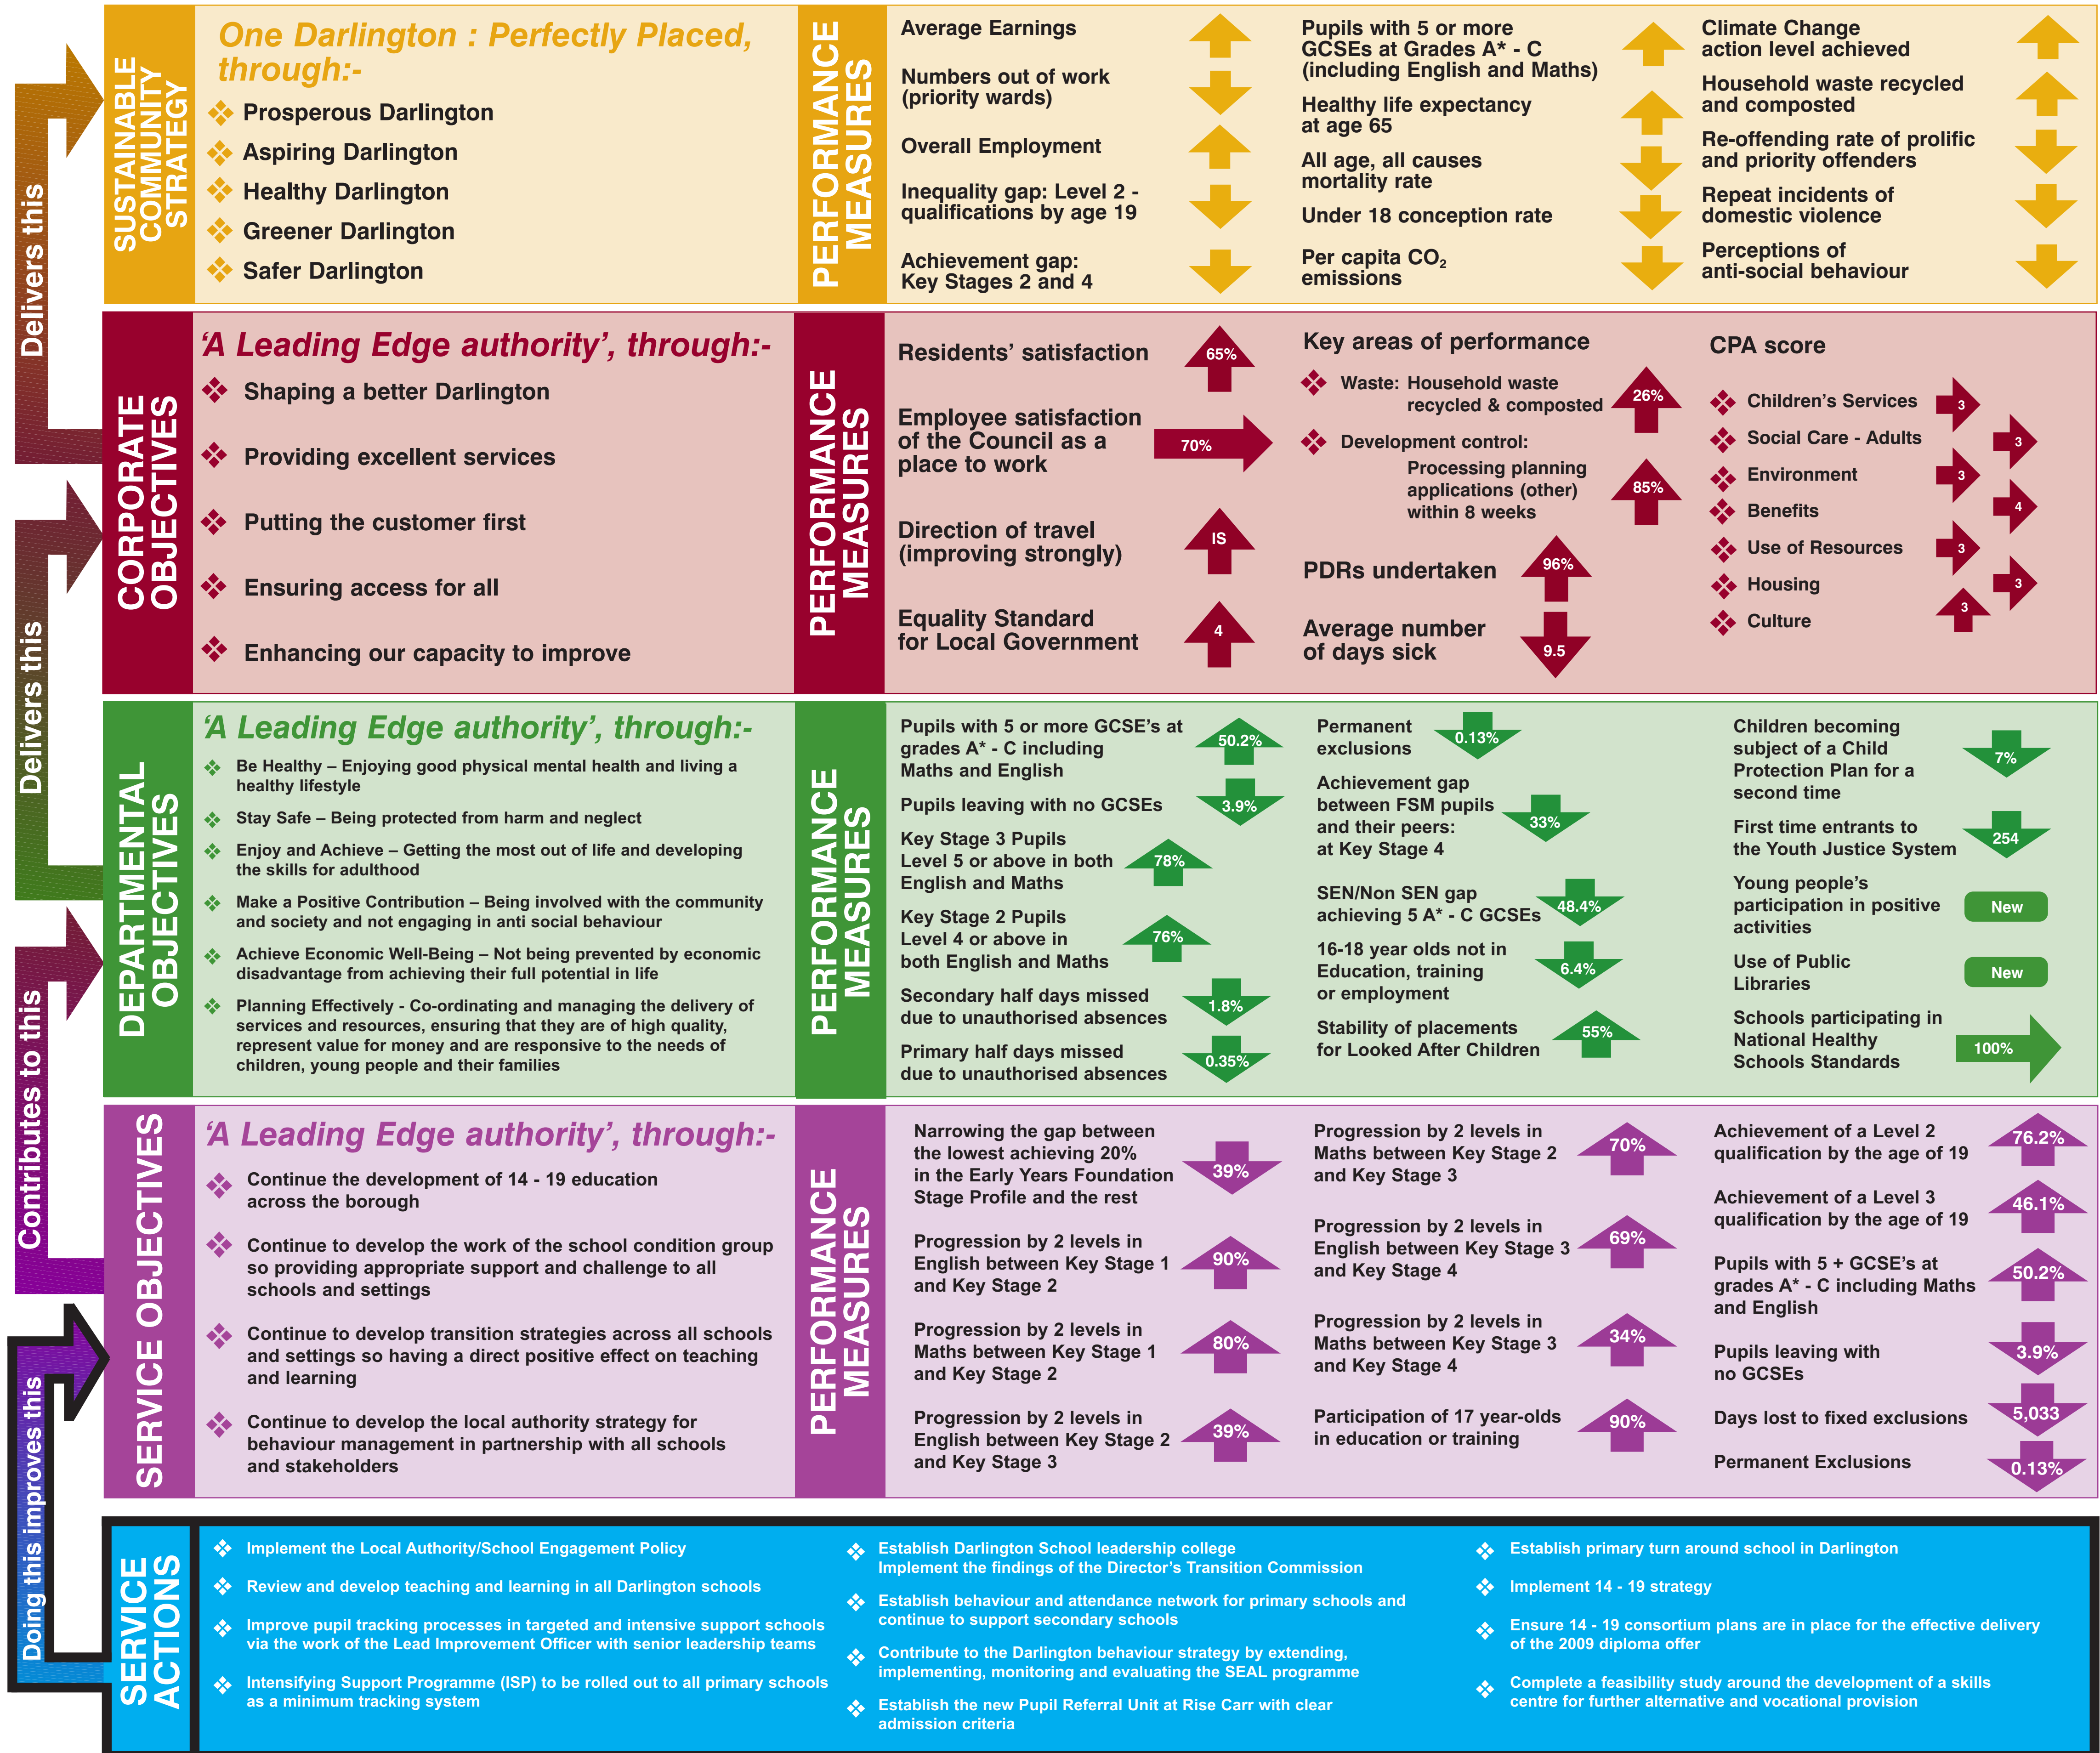 Delivers this
SUSTAINABLE
COMMUNITY
STRATEGY
One Darlington : Perfectly Placed,
through:-
Prosperous Darlington
Aspiring Darlington
Healthy Darlington
Greener Darlington
Safer Darlington
PERFORMANCE
MEASURES
Average Earnings
Numbers out of work
(priority wards)
Overall Employment
Inequality gap: Level 2 -
qualifications by age 19
Achievement gap:
Key Stages 2 and 4
Pupils with 5 or more
GCSEs at Grades A* - C
(including English and Maths)
Healthy life expectancy
at age 65
All age, all causes
mortality rate
Under 18 conception rate
Per capita CO₂
emissions
Climate Change
action level achieved
Household waste recycled
and composted
Re-offending rate of prolific
and priority offenders
Repeat incidents of
domestic violence
Perceptions of
anti-social behaviour
Delivers this
CORPORATE
OBJECTIVES
‘A Leading Edge authority’, through:-
Shaping a better Darlington
Providing excellent services
Putting the customer first
Ensuring access for all
Enhancing our capacity to improve
PERFORMANCE
MEASURES
Residents’ satisfaction
65%
Employee satisfaction
of the Council as a
place to work
70%
Direction of travel
(improving strongly)
IS
Equality Standard
for Local Government
4
Key areas of performance
Waste: Household waste
recycled & composted
26%
Development control:
Processing planning
applications (other)
within 8 weeks
85%
PDRs undertaken
96%
Average number
of days sick
9.5
CPA score
Children’s Services 3
Social Care - Adults 3
Environment 3
Benefits 4
Use of Resources 3
Housing 3
Culture 3
Contributes to this
DEPARTMENTAL
OBJECTIVES
‘A Leading Edge authority’, through:-
Be Healthy – Enjoying good physical mental health and living a
healthy lifestyle
Stay Safe – Being protected from harm and neglect
Enjoy and Achieve – Getting the most out of life and developing
the skills for adulthood
Make a Positive Contribution – Being involved with the community
and society and not engaging in anti social behaviour
Achieve Economic Well-Being – Not being prevented by economic
disadvantage from achieving their full potential in life
Planning Effectively - Co-ordinating and managing the delivery of
services and resources, ensuring that they are of high quality,
represent value for money and are responsive to the needs of
children, young people and their families
PERFORMANCE
MEASURES
Pupils with 5 or more GCSE’s at
grades A* - C including
Maths and English
50.2%
Pupils leaving with no GCSEs
3.9%
Key Stage 3 Pupils
Level 5 or above in both
English and Maths
78%
Key Stage 2 Pupils
Level 4 or above in
both English and Maths
76%
Secondary half days missed
due to unauthorised absences
1.8%
Primary half days missed
due to unauthorised absences
0.35%
Permanent
exclusions
0.13%
Achievement gap
between FSM pupils
and their peers:
at Key Stage 4
33%
SEN/Non SEN gap
achieving 5 A* - C GCSEs
48.4%
16-18 year olds not in
Education, training
or employment
6.4%
Stability of placements
for Looked After Children
55%
Children becoming
subject of a Child
Protection Plan for a
second time
7%
First time entrants to
the Youth Justice System
254
Young people’s
participation in positive
activities
New
Use of Public
Libraries
New
Schools participating in
National Healthy
Schools Standards
100%
Doing this improves this
SERVICE OBJECTIVES
‘A Leading Edge authority’, through:-
Continue the development of 14 - 19 education
across the borough
Continue to develop the work of the school condition group
so providing appropriate support and challenge to all
schools and settings
Continue to develop transition strategies across all schools
and settings so having a direct positive effect on teaching
and learning
Continue to develop the local authority strategy for
behaviour management in partnership with all schools
and stakeholders
PERFORMANCE
MEASURES
Narrowing the gap between
the lowest achieving 20%
in the Early Years Foundation
Stage Profile and the rest
39%
Progression by 2 levels in
English between Key Stage 1
and Key Stage 2
90%
Progression by 2 levels in
Maths between Key Stage 1
and Key Stage 2
80%
Progression by 2 levels in
English between Key Stage 2
and Key Stage 3
39%
Progression by 2 levels in
Maths between Key Stage 2
and Key Stage 3
70%
Progression by 2 levels in
English between Key Stage 3
and Key Stage 4
69%
Progression by 2 levels in
Maths between Key Stage 3
and Key Stage 4
34%
Participation of 17 year-olds
in education or training
90%
Achievement of a Level 2
qualification by the age of 19
76.2%
Achievement of a Level 3
qualification by the age of 19
46.1%
Pupils with 5 + GCSE’s at
grades A* - C including Maths
and English
50.2%
Pupils leaving with
no GCSEs
3.9%
Days lost to fixed exclusions
5,033
Permanent Exclusions
0.13%
SERVICE
ACTIONS
Implement the Local Authority/School Engagement Policy
Review and develop teaching and learning in all Darlington schools
Improve pupil tracking processes in targeted and intensive support schools
via the work of the Lead Improvement Officer with senior leadership teams
Intensifying Support Programme (ISP) to be rolled out to all primary schools
as a minimum tracking system
Establish Darlington School leadership college
Implement the findings of the Director’s Transition Commission
Establish behaviour and attendance network for primary schools and
continue to support secondary schools
Contribute to the Darlington behaviour strategy by extending,
implementing, monitoring and evaluating the SEAL programme
Establish the new Pupil Referral Unit at Rise Carr with clear
admission criteria
Establish primary turn around school in Darlington
Implement 14 - 19 strategy
Ensure 14 - 19 consortium plans are in place for the effective delivery
of the 2009 diploma offer
Complete a feasibility study around the development of a skills
centre for further alternative and vocational provision